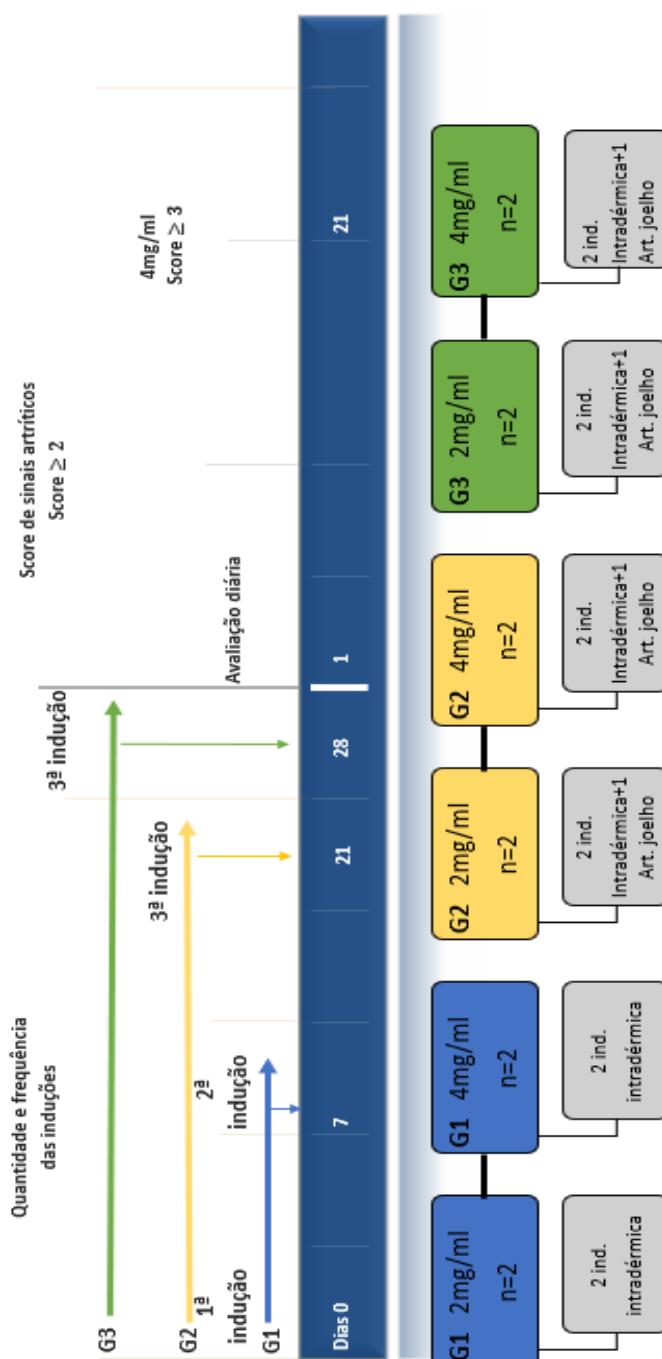 Quantidade e frequência
das induções
Score de sinais artríticos
Score ≥ 2
4mg/ml
Score ≥ 3
G3
3ª indução
G2
1ª
indução
2ª
indução
3ª indução
Avaliação diária
G1
Dias 0
7
21
28
1
21
G1 2mg/ml
n=2
G1 4mg/ml
n=2
G2 2mg/ml
n=2
G2 4mg/ml
n=2
G3 2mg/ml
n=2
G3 4mg/ml
n=2
2 ind.
intradérmica
2 ind.
intradérmica
2 ind.
Intradérmica+1
Art. joelho
2 ind.
Intradérmica+1
Art. joelho
2 ind.
Intradérmica+1
Art. joelho
2 ind.
Intradérmica+1
Art. joelho